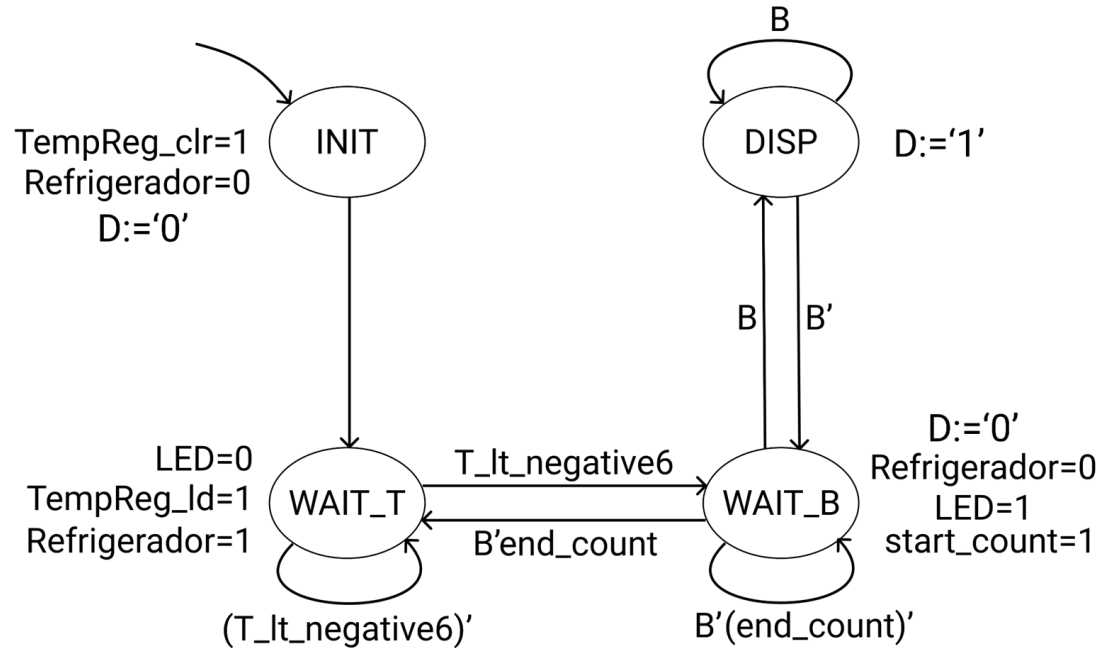 B
TempReg_clr=1
Refrigerador=0
D:=‘0’
INIT
DISP
D:=‘1’
B
B’
LED=0
TempReg_ld=1
Refrigerador=1
WAIT_T
T_lt_negative6
B’end_count
WAIT_B
D:=‘0’
Refrigerador=0
LED=1
start_count=1
(T_lt_negative6)’
B’(end_count)’